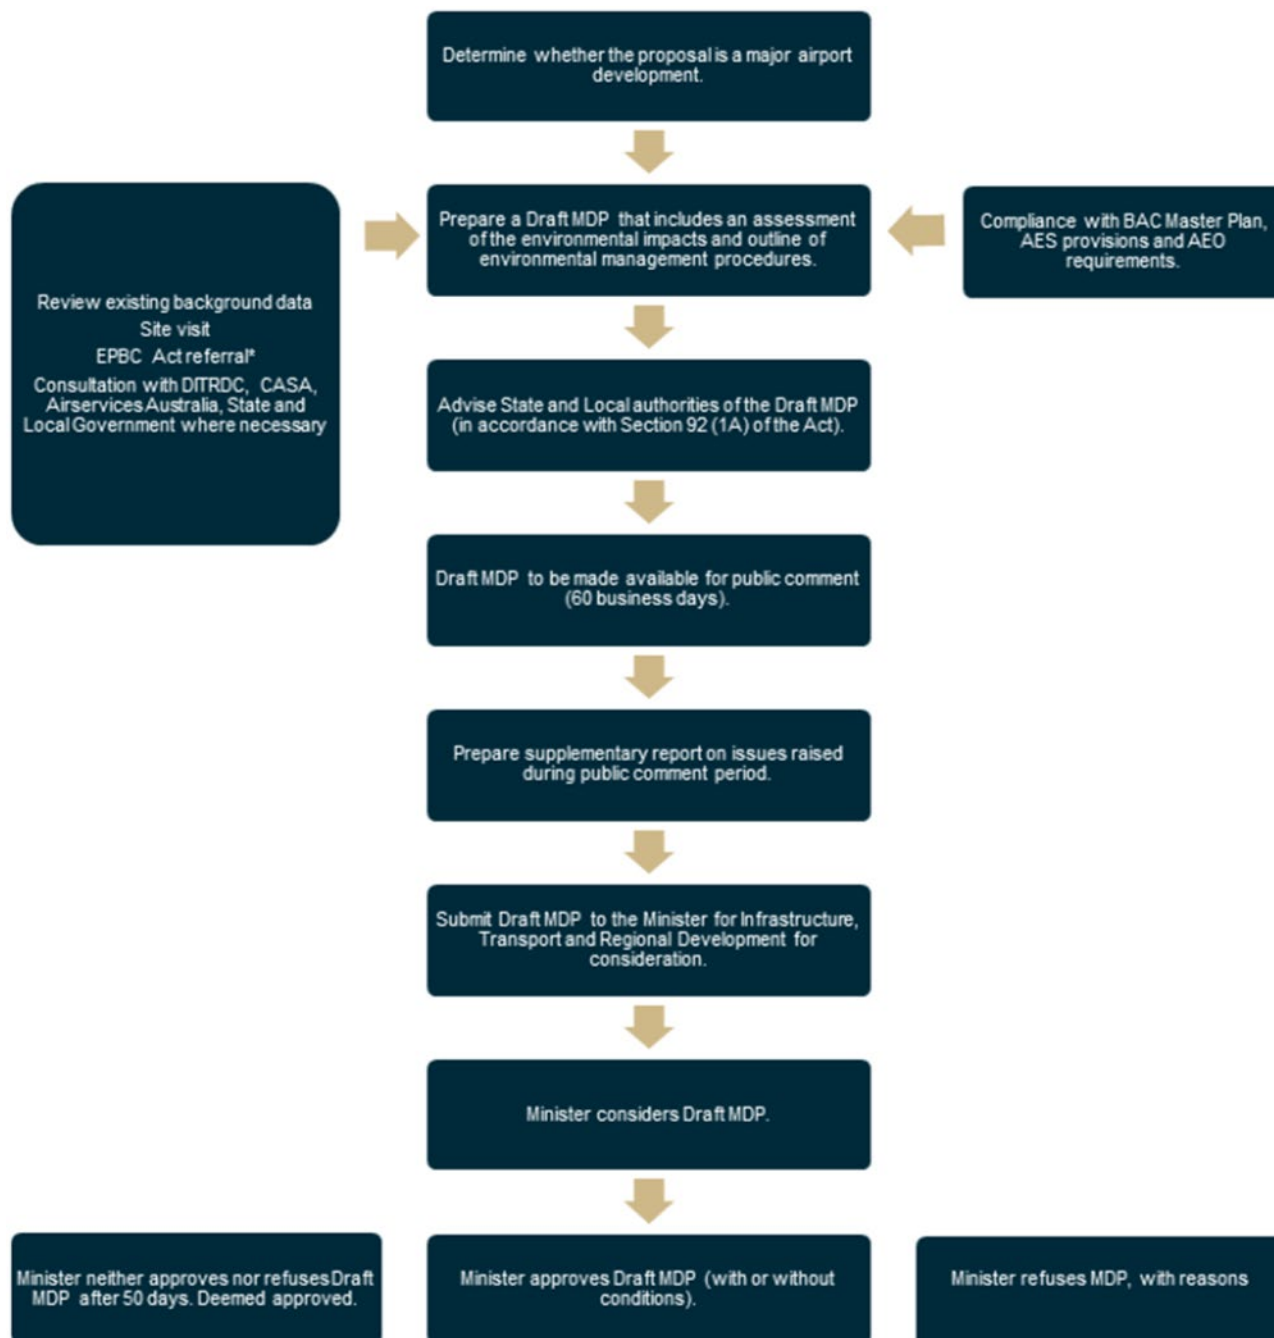 Determine whether the proposal is a major airport
development.
Review existing background data
Site visit
EPBC Act referral*
Consultation with DITRDC, CASA,
Airservices Australia, State and
Local Government where necessary
Prepare a Draft MDP that includes an assessment
of the environmental impacts and outline of
environmental management procedures.
Compliance with BAC Master Plan,
AES provisions and AEO
requirements.
Advise State and Local authorities of the Draft MDP
(in accordance with Section 92 (1A) of the Act).
Draft MDP to be made available for public comment
(60 business days).
Prepare supplementary report on issues raised
during public comment period.
Submit Draft MDP to the Minister for Infrastructure,
Transport and Regional Development for
consideration.
Minister considers Draft MDP.
Minister neither approves nor refuses Draft
MDP after 50 days. Deemed approved.
Minister approves Draft MDP (with or without
conditions).
Minister refuses MDP, with reasons